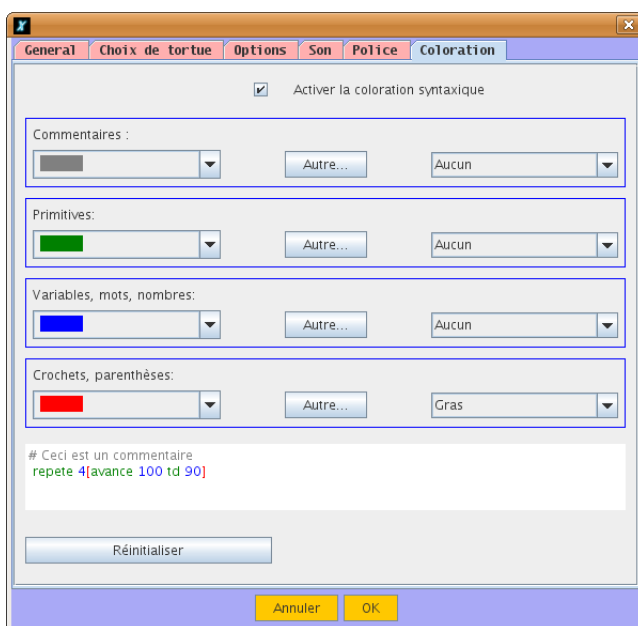 General Choix de tortue Options Son Police Coloration
Activer la coloration syntaxique
Commentaires :
Autre... Aucun
Primitives:
Autre... Aucun
Variables, mots, nombres:
Autre... Aucun
Crochets, parenthèses:
Autre... Gras
# Ceci est un commentaire
repete 4[avance 100 td 90]
Réinitialiser
Annuler OK